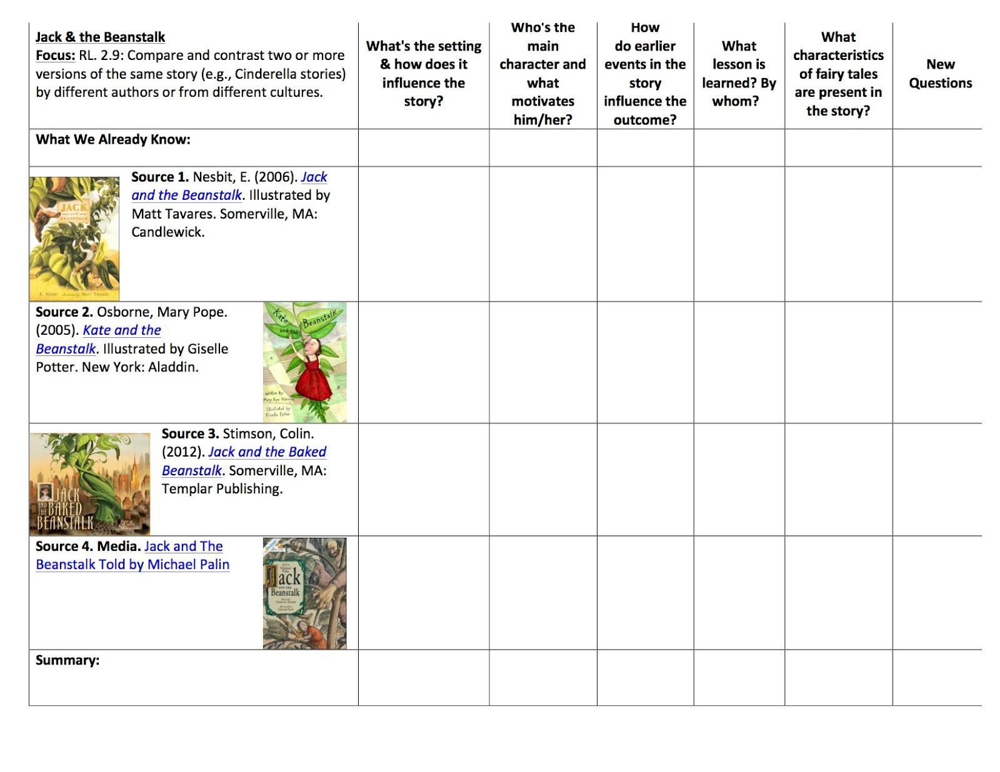 Jack & the Beanstalk
Focus: RL. 2.9: Compare and contrast two or more
versions of the same story (e.g., Cinderella stories)
by different authors or from different cultures.
What's the setting
& how does it
influence the
story?
Who's the
main
character and
what
motivates
him/her?
How
do earlier
events in the
story
influence the
outcome?
What
lesson is
learned? By
whom?
What
characteristics
of fairy tales
are present in
the story?
New
Questions
What We Already Know:
JACK
and the
BEANSTALK
E. NESBIT illustrated by MATT TAVARES
Source 1. Nesbit, E. (2006). Jack
and the Beanstalk. Illustrated by
Matt Tavares. Somerville, MA:
Candlewick.
Source 2. Osborne, Mary Pope.
(2005). Kate and the
Beanstalk. Illustrated by Giselle
Potter. New York: Aladdin.
Kate
and the
Beanstalk
Written By
Mary Pope Osborne
Illustrated by
Giselle Potter
JACK
AND THE BAKED
BEANSTALK
Colin
Stimpson
Source 3. Stimson, Colin.
(2012). Jack and the Baked
Beanstalk. Somerville, MA:
Templar Publishing.
Source 4. Media. Jack and The
Beanstalk Told by Michael Palin
Jack
AND THE
Beanstalk
Summary: